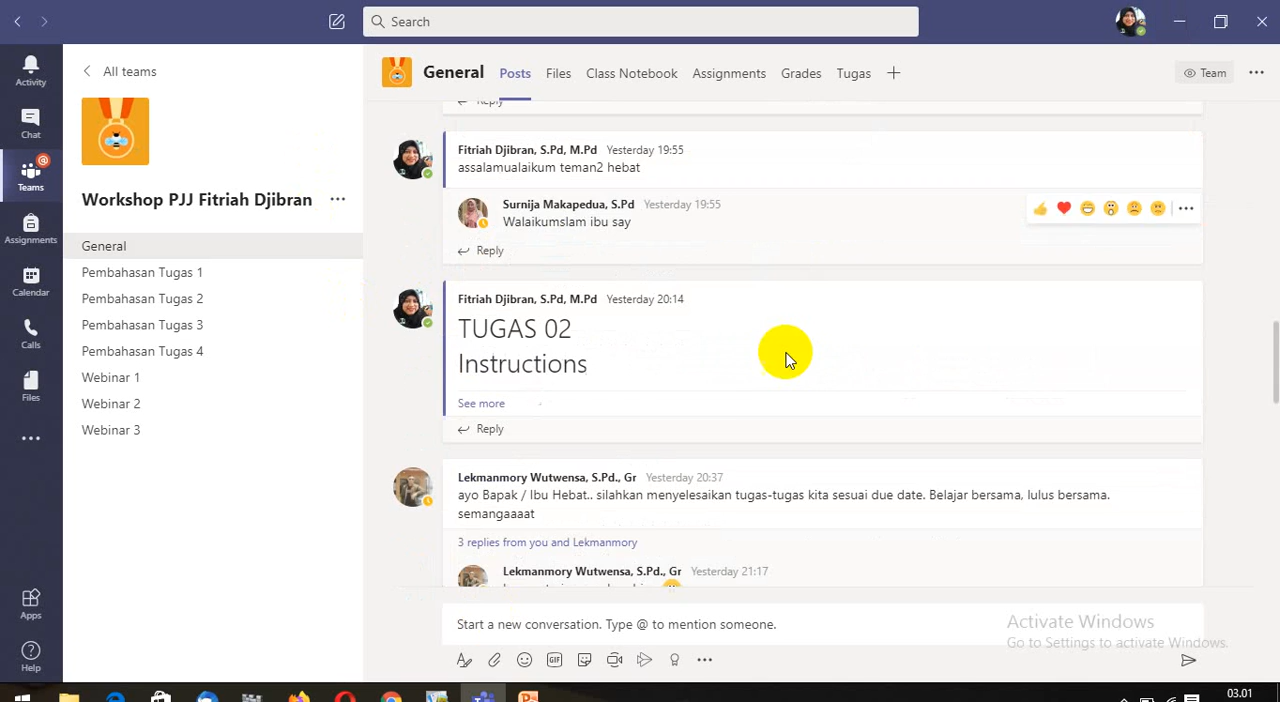 Search
Activity
Chat
Teams
Assignments
Calendar
Calls
Files
Apps
Help
All teams
Workshop PJJ Fitriah Djibran
General
Pembahasan Tugas 1
Pembahasan Tugas 2
Pembahasan Tugas 3
Pembahasan Tugas 4
Webinar 1
Webinar 2
Webinar 3
General Posts Files Class Notebook Assignments Grades Tugas
Team
Reply
Fitriah Djibran, S.Pd, M.Pd Yesterday 19:55
assalamualaikum teman2 hebat
Surnija Makapedua, S.Pd Yesterday 19:55
Walaikumslam ibu say
Reply
Fitriah Djibran, S.Pd, M.Pd Yesterday 20:14
TUGAS 02
Instructions
See more
Reply
Lekmanmory Wutwensa, S.Pd., Gr Yesterday 20:37
ayo Bapak / Ibu Hebat.. silahkan menyelesaikan tugas-tugas kita sesuai due date. Belajar bersama, lulus bersama.
semangaaaat
3 replies from you and Lekmanmory
Lekmanmory Wutwensa, S.Pd., Gr Yesterday 21:17
Start a new conversation. Type @ to mention someone.
GIF
Activate Windows
Go to Settings to activate Windows.
03.01